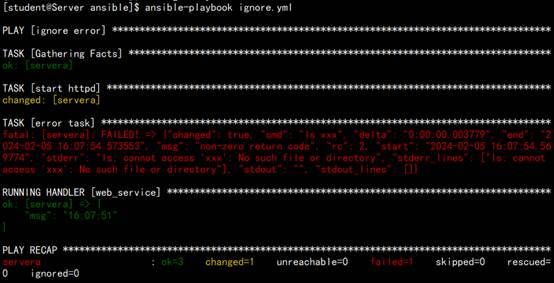 [student@Server ansible]$ ansible-playbook ignore.yml
PLAY [ignore error] ****************************************************************
TASK [Gathering Facts] *************************************************************
ok: [servera]
TASK [start httpd] *****************************************************************
changed: [servera]
TASK [error task] ******************************************************************
fatal: [servera]: FAILED! => {"changed": true, "cmd": "ls xxx", "delta": "0:00:00.003779", "end": "2
024-02-05 16:07:54.573553", "msg": "non-zero return code", "rc": 2, "start": "2024-02-05 16:07:54.56
9774", "stderr": "ls: cannot access 'xxx': No such file or directory", "stderr_lines": ["ls: cannot
access 'xxx': No such file or directory"], "stdout": "", "stdout_lines": []}
RUNNING HANDLER [web_service] ******************************************************
ok: [servera] => {
"msg": "16:07:51"
}
PLAY RECAP *************************************************************************
servera : ok=3 changed=1 unreachable=0 failed=1 skipped=0 rescued=
0 ignored=0